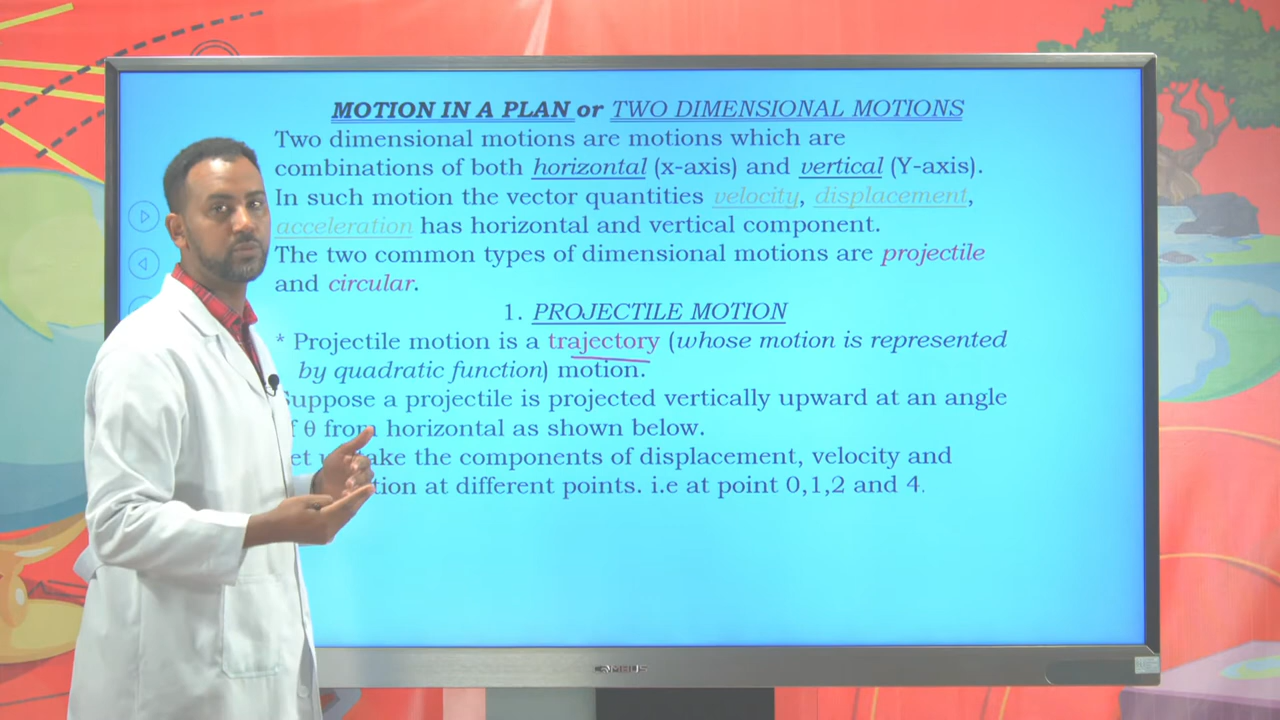 MOTION IN A PLAN or TWO DIMENSIONAL MOTIONS
Two dimensional motions are motions which are
combinations of both horizontal (x-axis) and vertical (Y-axis).
In such motion the vector quantities velocity, displacement,
acceleration has horizontal and vertical component.
The two common types of dimensional motions are projectile
and circular.
1. PROJECTILE MOTION
* Projectile motion is a trajectory (whose motion is represented
by quadratic function) motion.
Suppose a projectile is projected vertically upward at an angle
θ from horizontal as shown below.
take the components of displacement, velocity and
at different points. i.e at point 0,1,2 and 4.